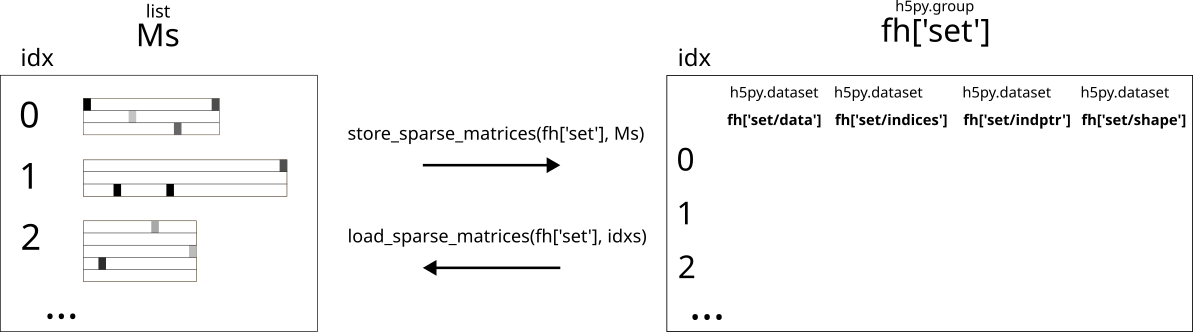 list
Ms
idx
0
1
2
...
store_sparse_matrices(fh['set'], Ms)
load_sparse_matrices(fh['set'], idxs)
h5py.group
fh['set']
idx
h5py.dataset h5py.dataset h5py.dataset h5py.dataset
fh['set/data'] fh['set/indices'] fh['set/indptr'] fh['set/shape']
0
1
2
...